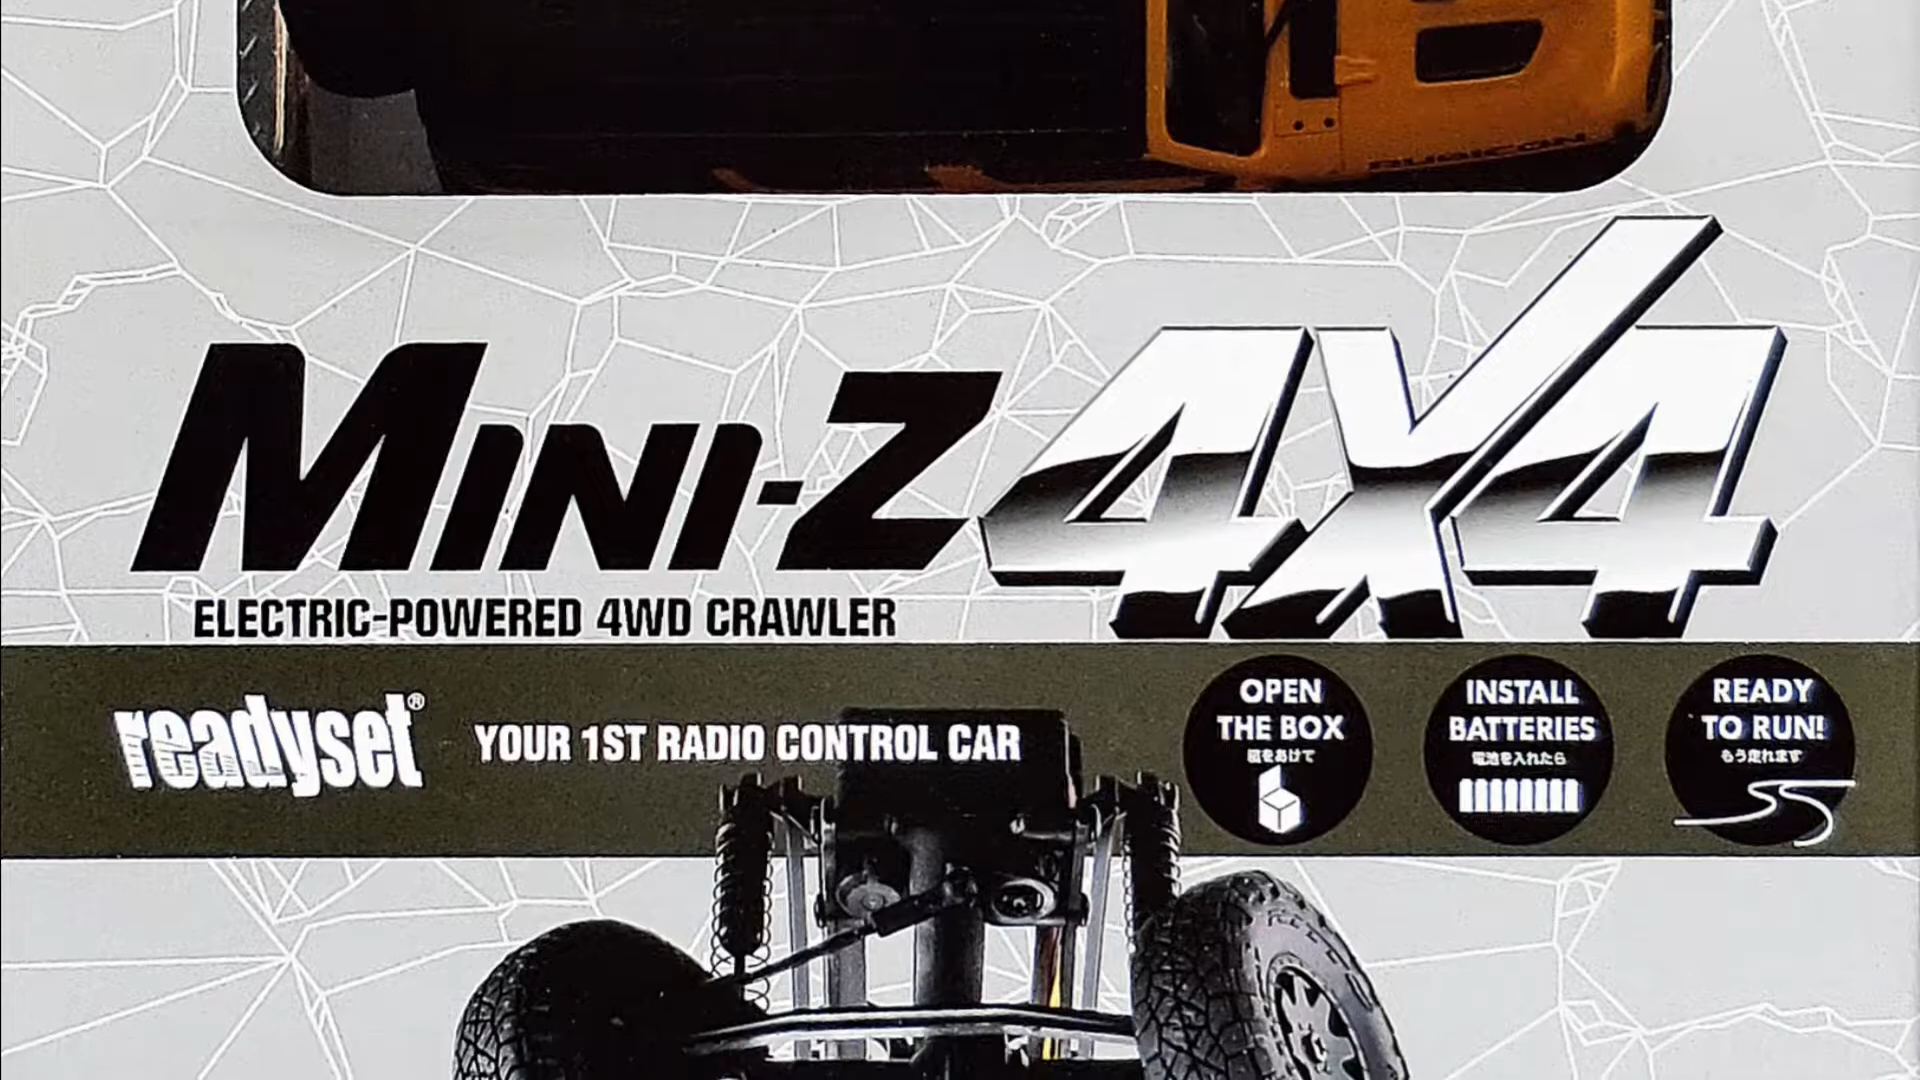 RUBICON
MINI-Z 4X4
ELECTRIC-POWERED 4WD CRAWLER
readyset®
YOUR 1ST RADIO CONTROL CAR
OPEN
THE BOX
箱をあけて
INSTALL
BATTERIES
電池を入れたら
READY
TO RUN!
もう走れます